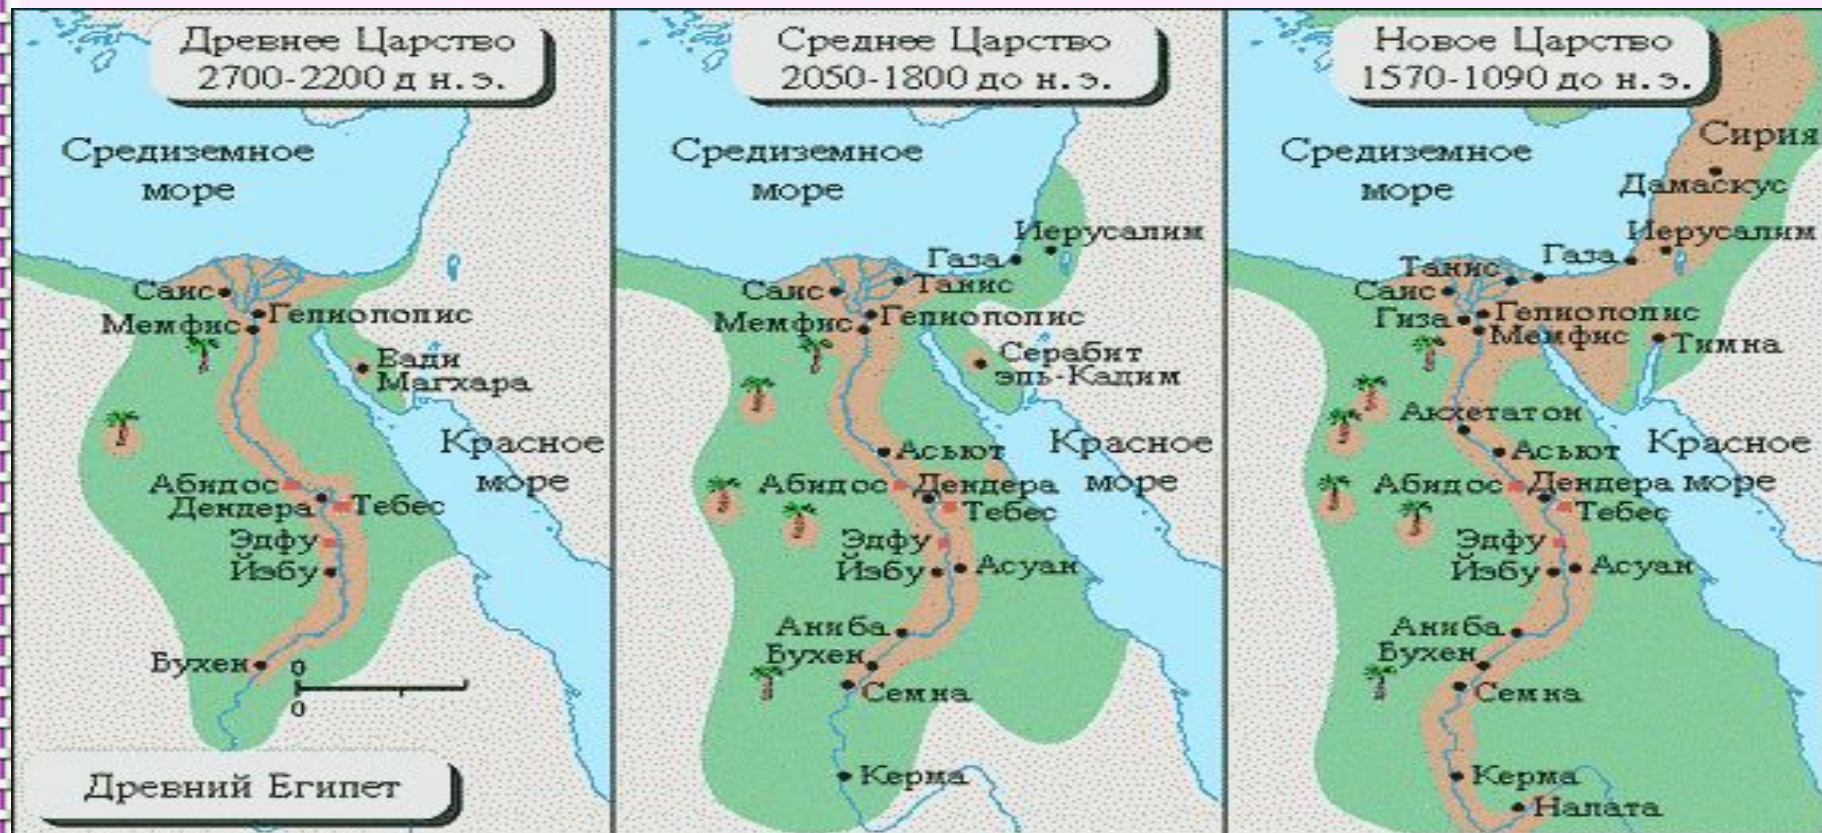 Древнее Царство
2700-2200 д н. э.
Средиземное
море
Саис
Гелиополис
Мемфис
Вади
Магхара
Красное
море
Абидос
Дендера
Тебес
Эдфу
Йэбу
Бухен
0
0
Древний Египет
Среднее Царство
2050-1800 до н. э.
Средиземное
море
Иерусалим
Газа
Танис
Саис
Гелиополис
Мемфис
Серабит
эль-Кадим
Красное
море
Асьют
Абидос
Дендера
Тебес
Эдфу
Йэбу
Асуан
Аниба
Бухен
Семна
Керма
Новое Царство
1570-1090 до н. э.
Средиземное
море
Сирия
Дамаскус
Иерусалим
Газа
Танис
Саис
Гелиополис
Гиза
Мемфис
Тимна
Акхетатон
Асьют
Красное
море
Абидос
Дендера
Тебес
Эдфу
Йэбу
Асуан
Аниба
Бухен
Семна
Керма
Напата